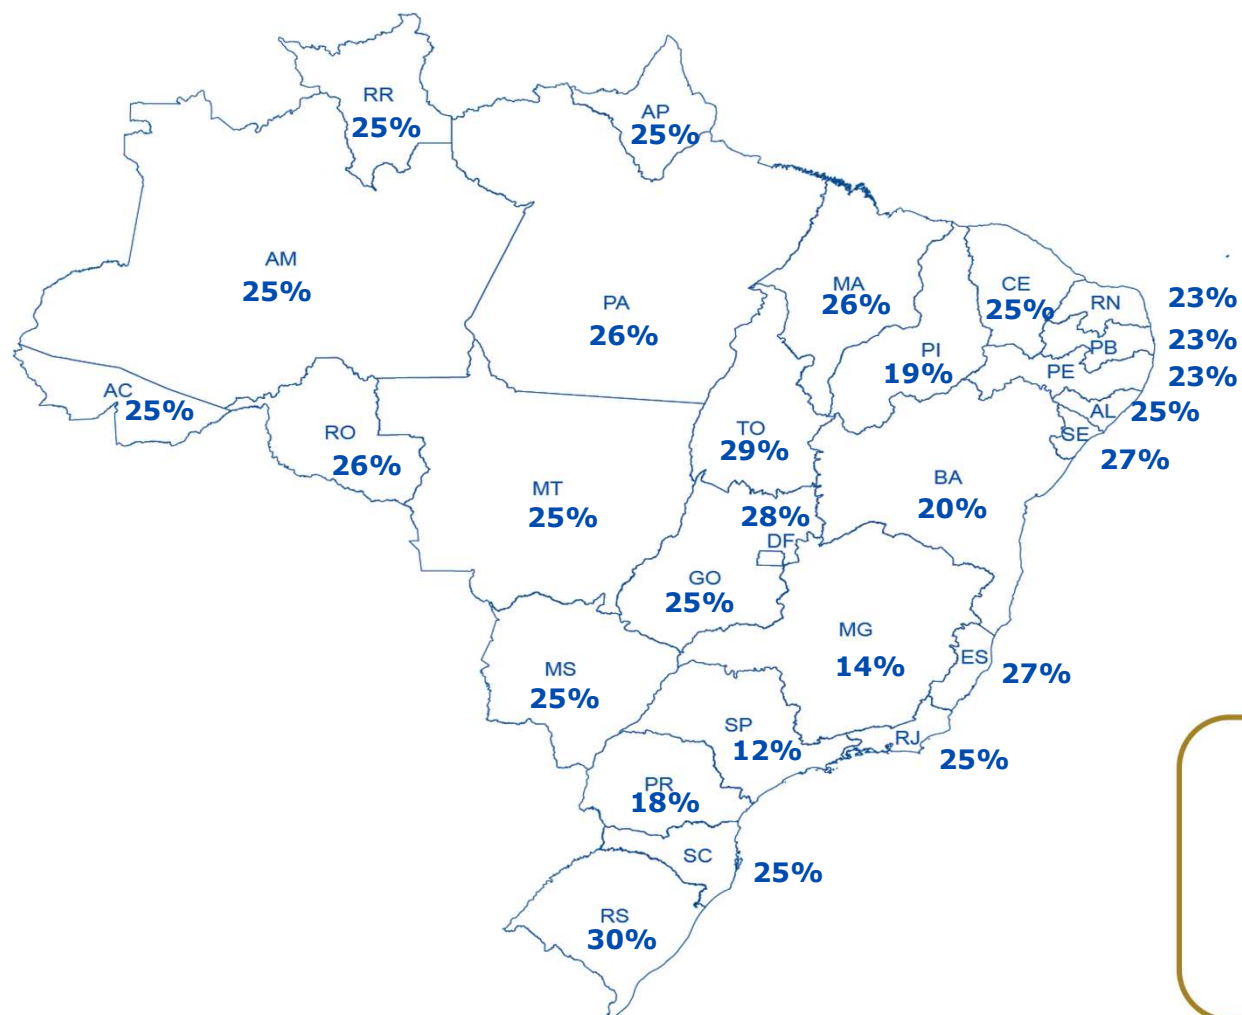 RR
25%
AP
25%
AM
25%
PA
26%
MA
26%
CE
25%
RN
23%
PB
23%
PE
23%
PI
19%
AL
25%
SE
27%
AC
25%
RO
26%
TO
29%
BA
20%
MT
25%
28%
DF
GO
25%
MG
14%
ES
27%
MS
25%
SP
12%
RJ
25%
PR
18%
SC
25%
RS
30%